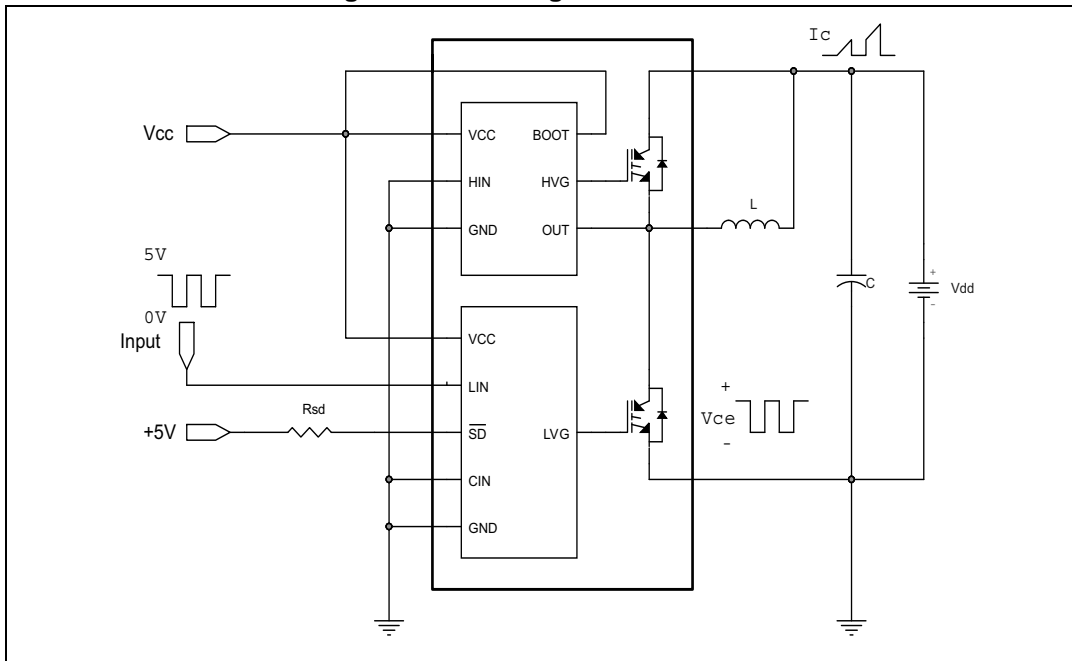 Ic
Vcc
VCC
BOOT
HIN
HVG
GND
OUT
L
5V
0V
Input
C
+
Vdd
-
VCC
LIN
+5V
Rsd
SD
LVG
CIN
GND
+
Vce
-